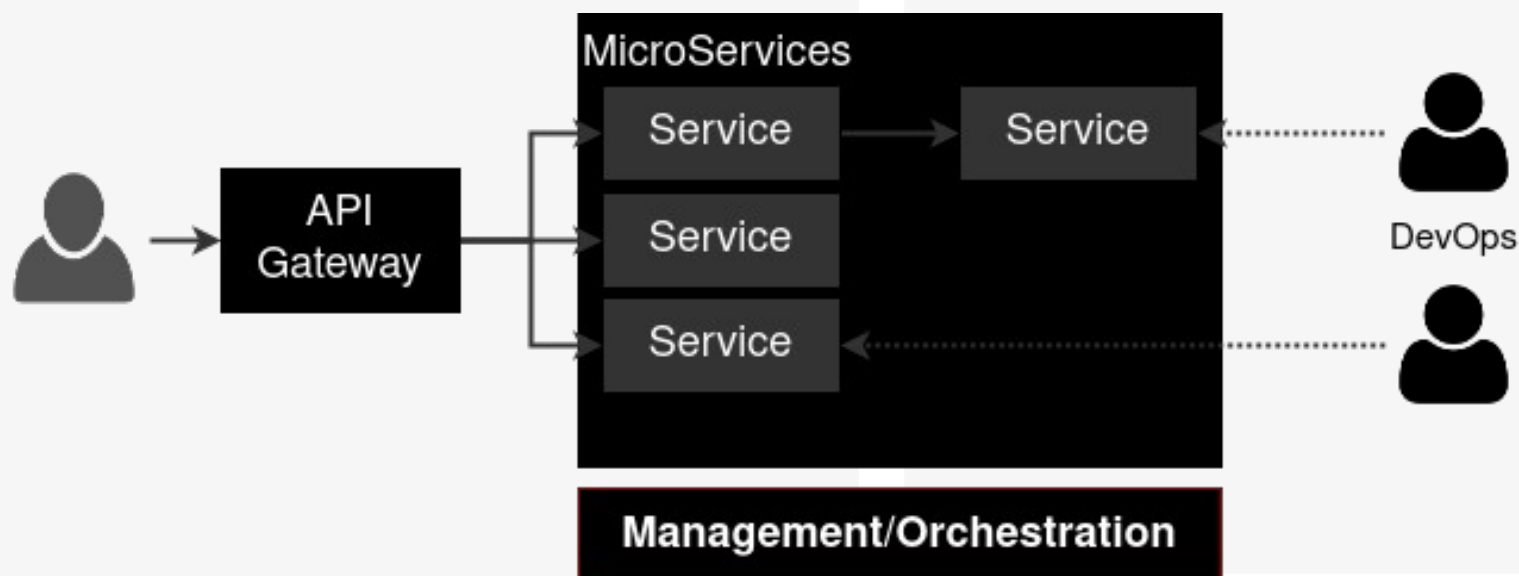 MicroServices
Service
Service
API
Gateway
Service
DevOps
Service
Management/Orchestration